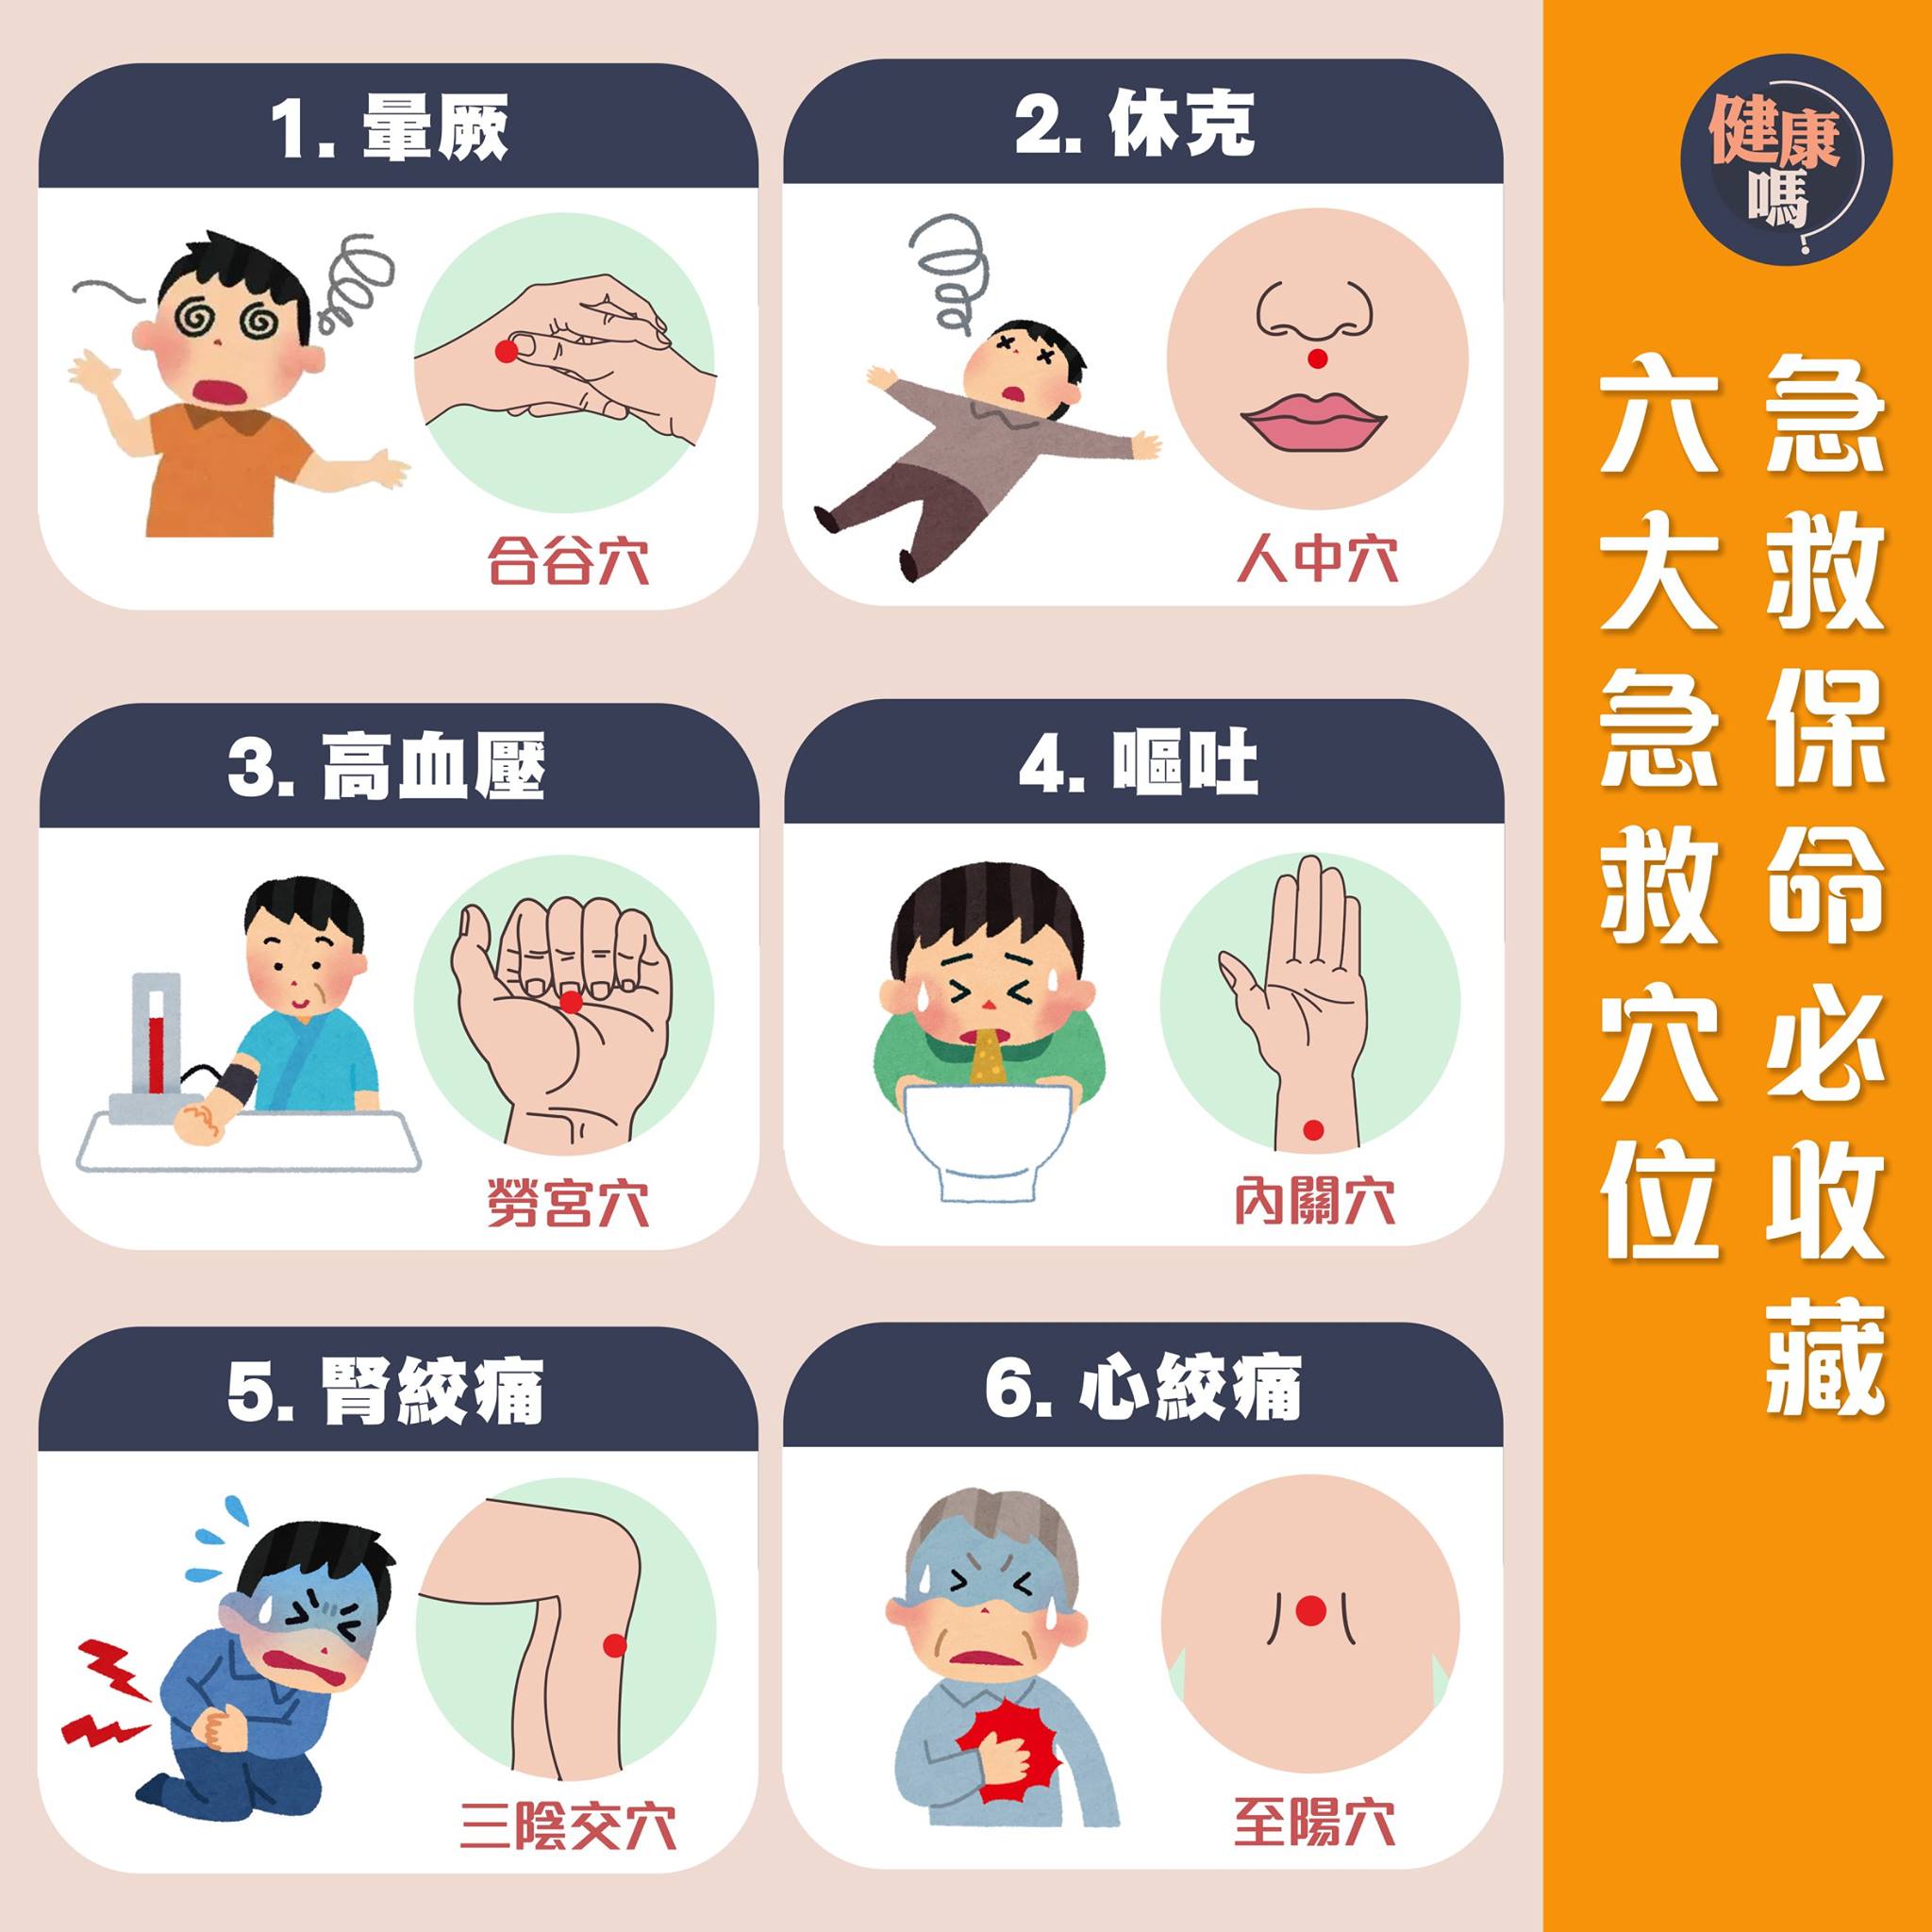 健康
嗎?
急救保命必收藏
六大急救穴位
1. 暈厥
合谷穴
2. 休克
人中穴
3. 高血壓
勞宮穴
4. 嘔吐
內關穴
5. 腎絞痛
三陰交穴
6. 心絞痛
至陽穴